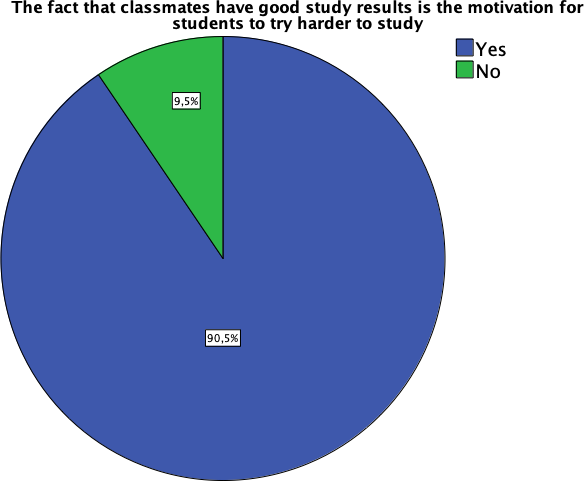 The fact that classmates have good study results is the motivation for
students to try harder to study
Yes
No
9,5%
90,5%